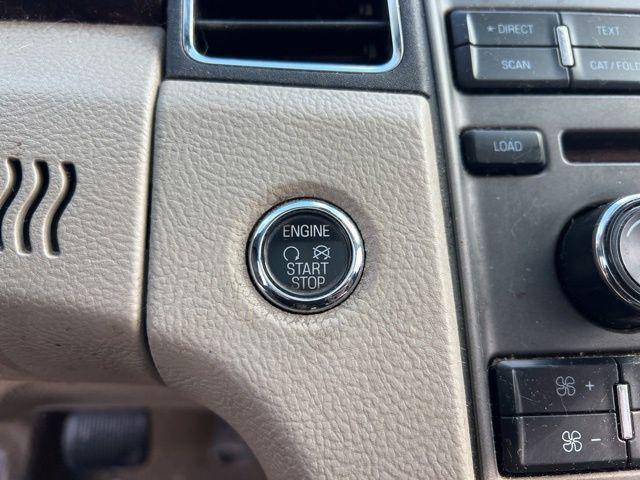 * DIRECT TEXT
SCAN CAT/FOLD
LOAD
ENGINE
START
STOP
+
-